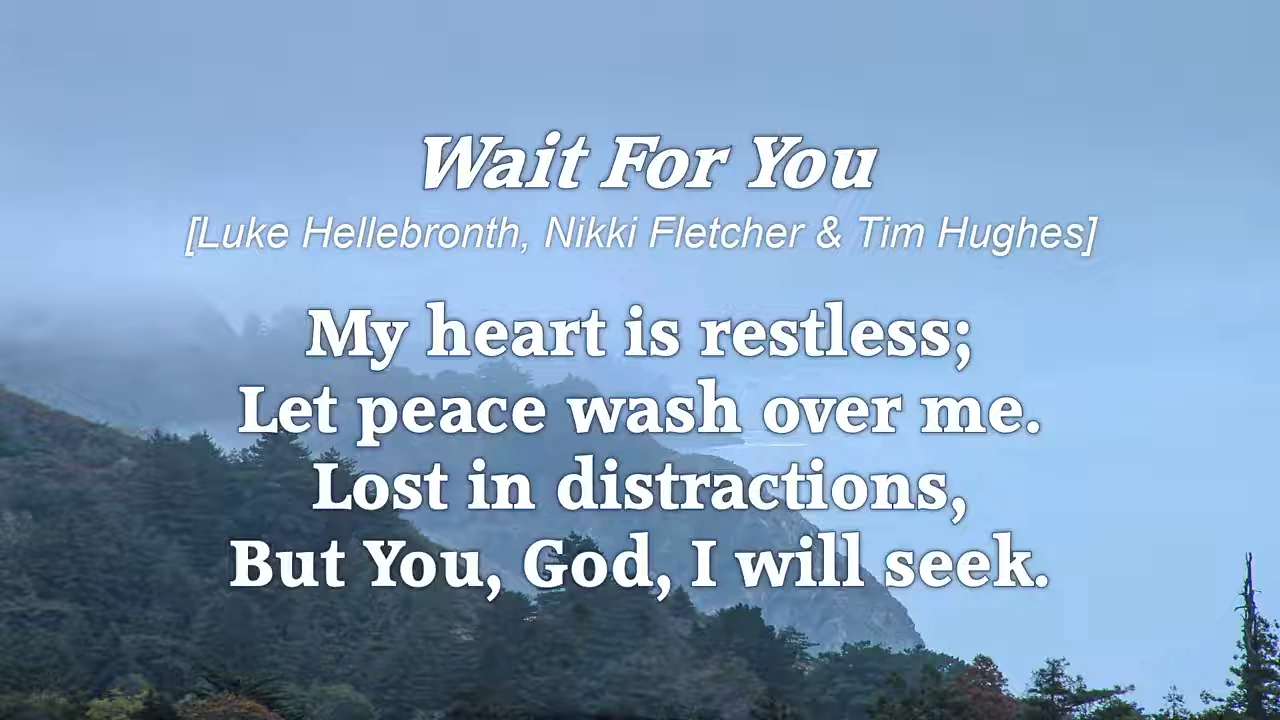 Wait For You
[Luke Hellebronth, Nikki Fletcher & Tim Hughes]
My heart is restless;
Let peace wash over me.
Lost in distractions,
But You, God, I will seek.